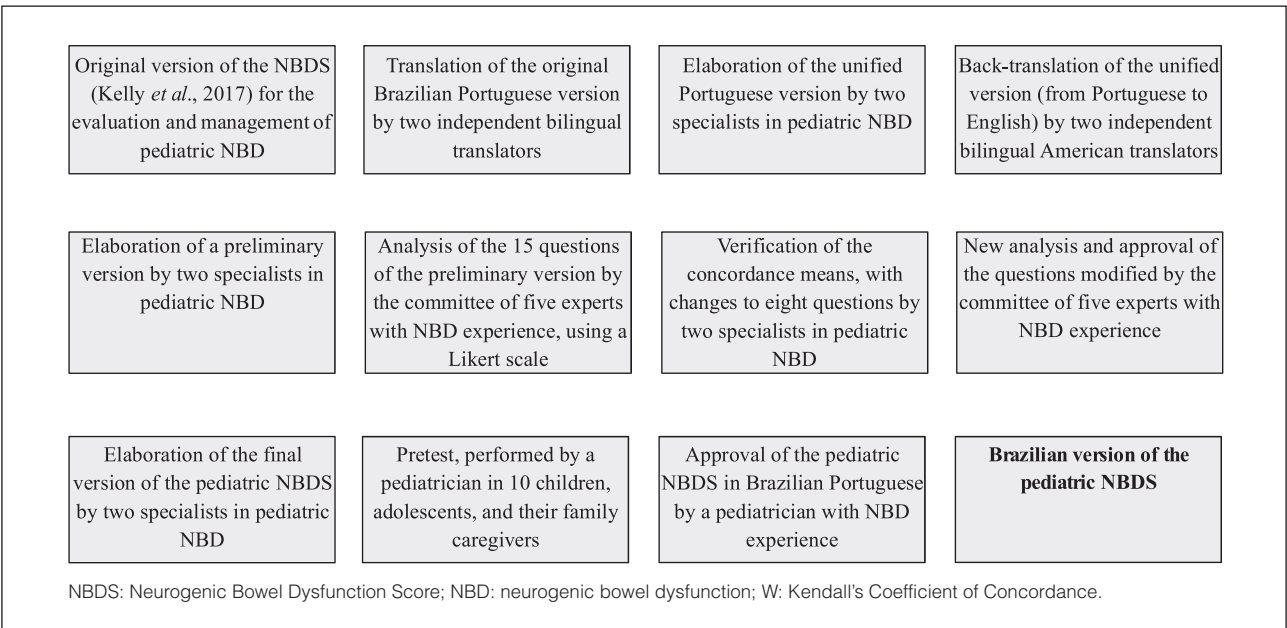 Original version of the NBDS
(Kelly et al., 2017) for the
evaluation and management of
pediatric NBD
Translation of the original
Brazilian Portuguese version
by two independent bilingual
translators
Elaboration of the unified
Portuguese version by two
specialists in pediatric NBD
Back-translation of the unified
version (from Portuguese to
English) by two independent
bilingual American translators
Elaboration of a preliminary
version by two specialists in
pediatric NBD
Analysis of the 15 questions
of the preliminary version by
the committee of five experts
with NBD experience, using a
Likert scale
Verification of the
concordance means, with
changes to eight questions by
two specialists in pediatric
NBD
New analysis and approval of
the questions modified by the
committee of five experts with
NBD experience
Elaboration of the final
version of the pediatric NBDS
by two specialists in pediatric
NBD
Pretest, performed by a
pediatrician in 10 children,
adolescents, and their family
caregivers
Approval of the pediatric
NBDS in Brazilian Portuguese
by a pediatrician with NBD
experience
Brazilian version of the
pediatric NBDS
NBDS: Neurogenic Bowel Dysfunction Score; NBD: neurogenic bowel dysfunction; W: Kendall's Coefficient of Concordance.